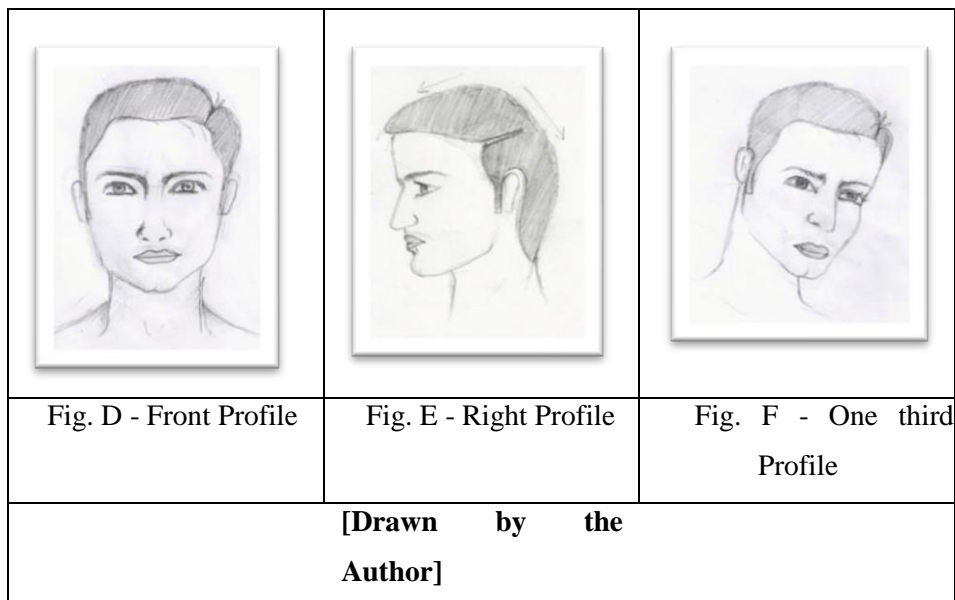 Fig. D - Front Profile
Fig. E - Right Profile
Fig. F - One third
Profile
[Drawn by the
Author]